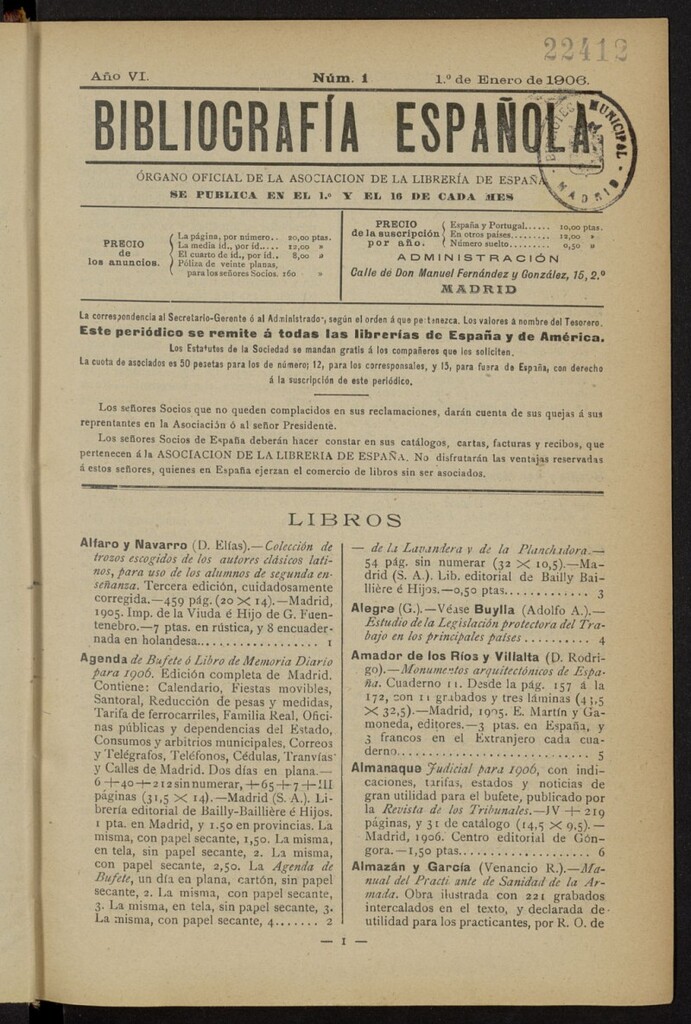 22412
Año VI. Núm. 1 1.º de Enero de 1906.
BIBLIOGRAFÍA ESPAÑOLA
BIBLIOTECA MUNICIPAL MADRID
ÓRGANO OFICIAL DE LA ASOCIACION DE LA LIBRERÍA DE ESPAÑA
SE PUBLICA EN EL 1.º Y EL 16 DE CADA MES
PRECIO
de
los anuncios.
La página, por número.. 20,00 ptas.
La media id., por id.... 12,00 »
El cuarto de id., por id.. 8,00 »
Póliza de veinte planas,
para los señores Socios. 160 »
PRECIO
de la suscripción
por año.
España y Portugal...... 10,00 ptas.
En otros países......... 12,00 »
Número suelto.......... 0,50 »
ADMINISTRACIÓN
Calle de Don Manuel Fernández y González, 15, 2.º
MADRID
La correspondencia al Secretario-Gerente ó al Administrador, según el orden á que pertenezca. Los valores á nombre del Tesorero.
Este periódico se remite á todas las librerías de España y de América.
Los Estatutos de la Sociedad se mandan gratis á los compañeros que los soliciten.
La cuota de asociados es 50 pesetas para los de número; 12, para los corresponsales, y 15, para fuera de España, con derecho
á la suscripción de este periódico.
Los señores Socios que no queden complacidos en sus reclamaciones, darán cuenta de sus quejas á sus
reprentantes en la Asociación ó al señor Presidente.
Los señores Socios de España deberán hacer constar en sus catálogos, cartas, facturas y recibos, que
pertenecen á la ASOCIACION DE LA LIBRERIA DE ESPAÑA. No disfrutarán las ventajas reservadas
á estos señores, quienes en España ejerzan el comercio de libros sin ser asociados.
LIBROS
Alfaro y Navarro (D. Elías).—Colección de
trozos escogidos de los autores clásicos lati-
nos, para uso de los alumnos de segunda en-
señanza. Tercera edición, cuidadosamente
corregida.—459 pág. (20 × 14).—Madrid,
1905. Imp. de la Viuda é Hijo de G. Fuen-
tenebro.—7 ptas. en rústica, y 8 encuader-
nada en holandesa.................. 1
Agenda de Bufete ó Libro de Memoria Diario
para 1906. Edición completa de Madrid.
Contiene: Calendario, Fiestas movibles,
Santoral, Reducción de pesas y medidas,
Tarifa de ferrocarriles, Familia Real, Ofici-
nas públicas y dependencias del Estado,
Consumos y arbitrios municipales, Correos
y Telégrafos, Teléfonos, Cédulas, Tranvías
y Calles de Madrid. Dos días en plana.—
6 + 40 + 212 sin numerar, + 65 + 7 + III
páginas (31,5 × 14).—Madrid (S. A.). Li-
brería editorial de Bailly-Baillière é Hijos.
1 pta. en Madrid, y 1.50 en provincias. La
misma, con papel secante, 1,50. La misma,
en tela, sin papel secante, 2. La misma,
con papel secante, 2,50. La Agenda de
Bufete, un día en plana, cartón, sin papel
secante, 2. La misma, con papel secante,
3. La misma, en tela, sin papel secante, 3.
La misma, con papel secante, 4....... 2
— de la Lavandera y de la Planchadora.—
54 pág. sin numerar (32 × 10,5).—Ma-
drid (S. A.). Lib. editorial de Bailly Bai-
llière é Hijos.—0,50 ptas............. 3
Alegre (G.).—Véase Buylla (Adolfo A.).—
Estudio de la Legislación protectora del Tra-
bajo en los principales países .......... 4
Amador de los Ríos y Villalta (D. Rodri-
go).—Monumentos arquitectónicos de Espa-
ña. Cuaderno 11. Desde la pág. 157 á la
172, con 11 grabados y tres láminas (43,5
× 32,5).—Madrid, 1905. E. Martín y Ga-
moneda, editores.—3 ptas. en España, y
3 francos en el Extranjero cada cua-
derno............................. 5
Almanaque Judicial para 1906, con indi-
caciones, tarifas, estados y noticias de
gran utilidad para el bufete, publicado por
la Revista de los Tribunales.—IV + 219
páginas, y 31 de catálogo (14,5 × 9,5).—
Madrid, 1906. Centro editorial de Gón-
gora.—1,50 ptas.................... 6
Almazán y García (Venancio R.).—Ma-
nual del Practicante de Sanidad de la Ar-
mada. Obra ilustrada con 221 grabados
intercalados en el texto, y declarada de
utilidad para los practicantes, por R. O. de
— 1 —